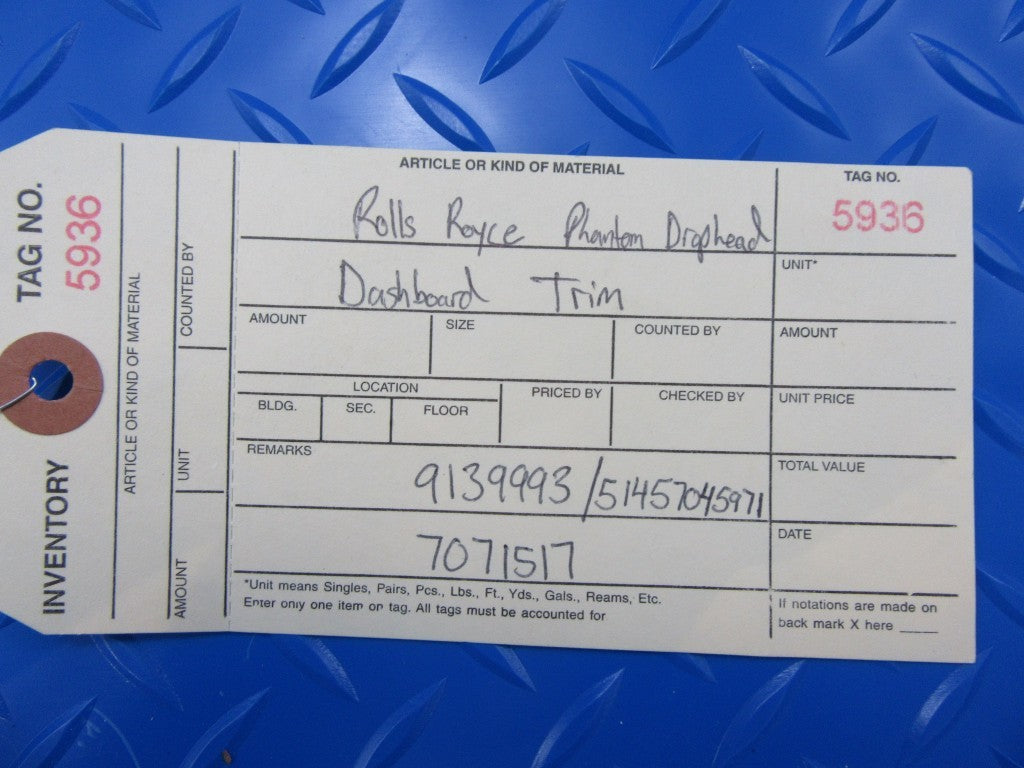 TAG NO.
5936
INVENTORY
ARTICLE OR KIND OF MATERIAL
COUNTED BY
UNIT
AMOUNT
ARTICLE OR KIND OF MATERIAL
TAG NO.
Rolls Royce Phantom Drophead
5936
Dashboard Trim
UNIT*
AMOUNT
SIZE
COUNTED BY
AMOUNT
LOCATION
PRICED BY
CHECKED BY
UNIT PRICE
BLDG.
SEC.
FLOOR
REMARKS
TOTAL VALUE
9139993 /51457045971
DATE
7071517
*Unit means Singles, Pairs, Pcs., Lbs., Ft., Yds., Gals., Reams, Etc.
Enter only one item on tag. All tags must be accounted for
If notations are made on
back mark X here _____